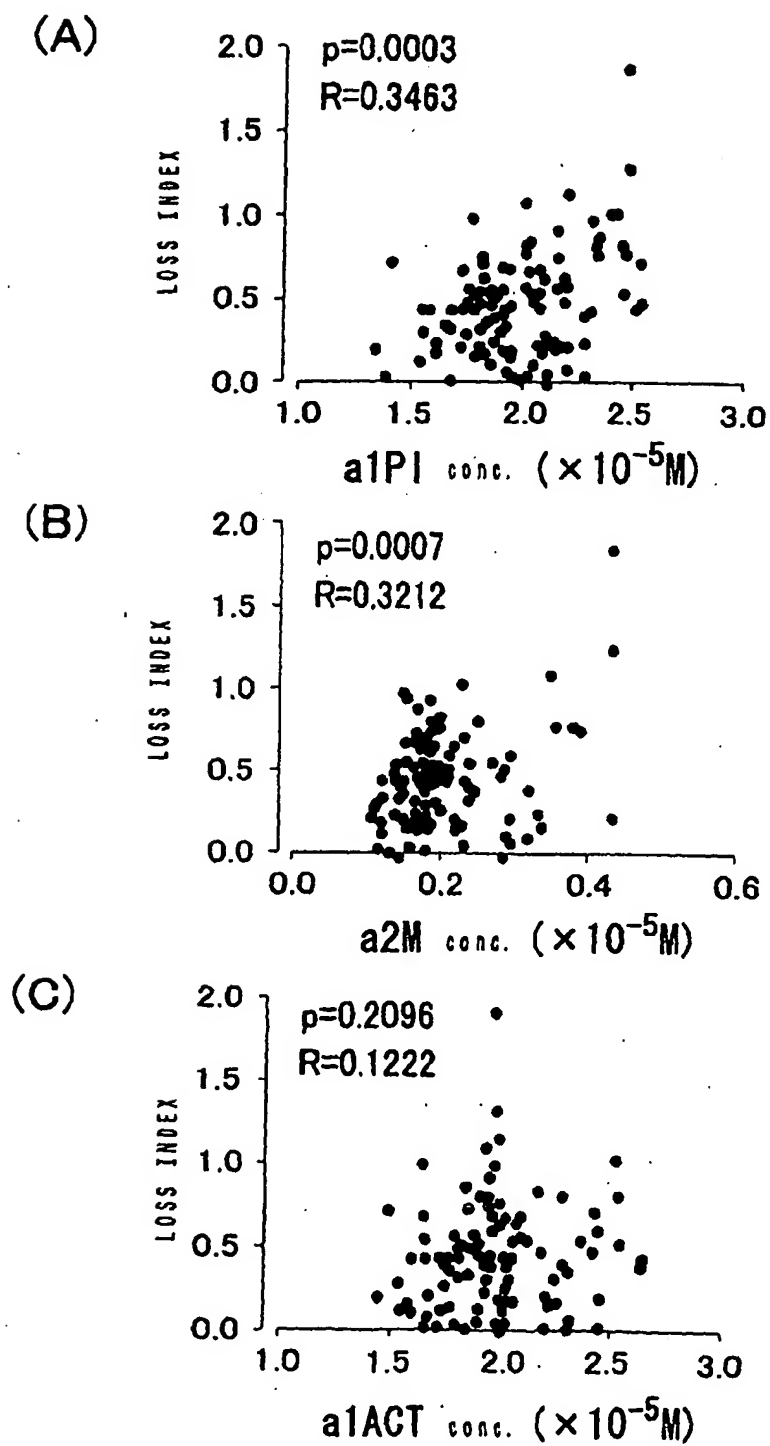 (A)
p=0.0003
R=0.3463
2.0
1.5
1.0
0.5
0.0
LOSS INDEX
1.0 1.5 2.0 2.5 3.0
a1PI conc. (×10⁻⁵M)
(B)
p=0.0007
R=0.3212
2.0
1.5
1.0
0.5
0.0
LOSS INDEX
0.0 0.2 0.4 0.6
a2M conc. (×10⁻⁵M)
(C)
p=0.2096
R=0.1222
2.0
1.5
1.0
0.5
0.0
LOSS INDEX
1.0 1.5 2.0 2.5 3.0
a1ACT conc. (×10⁻⁵M)